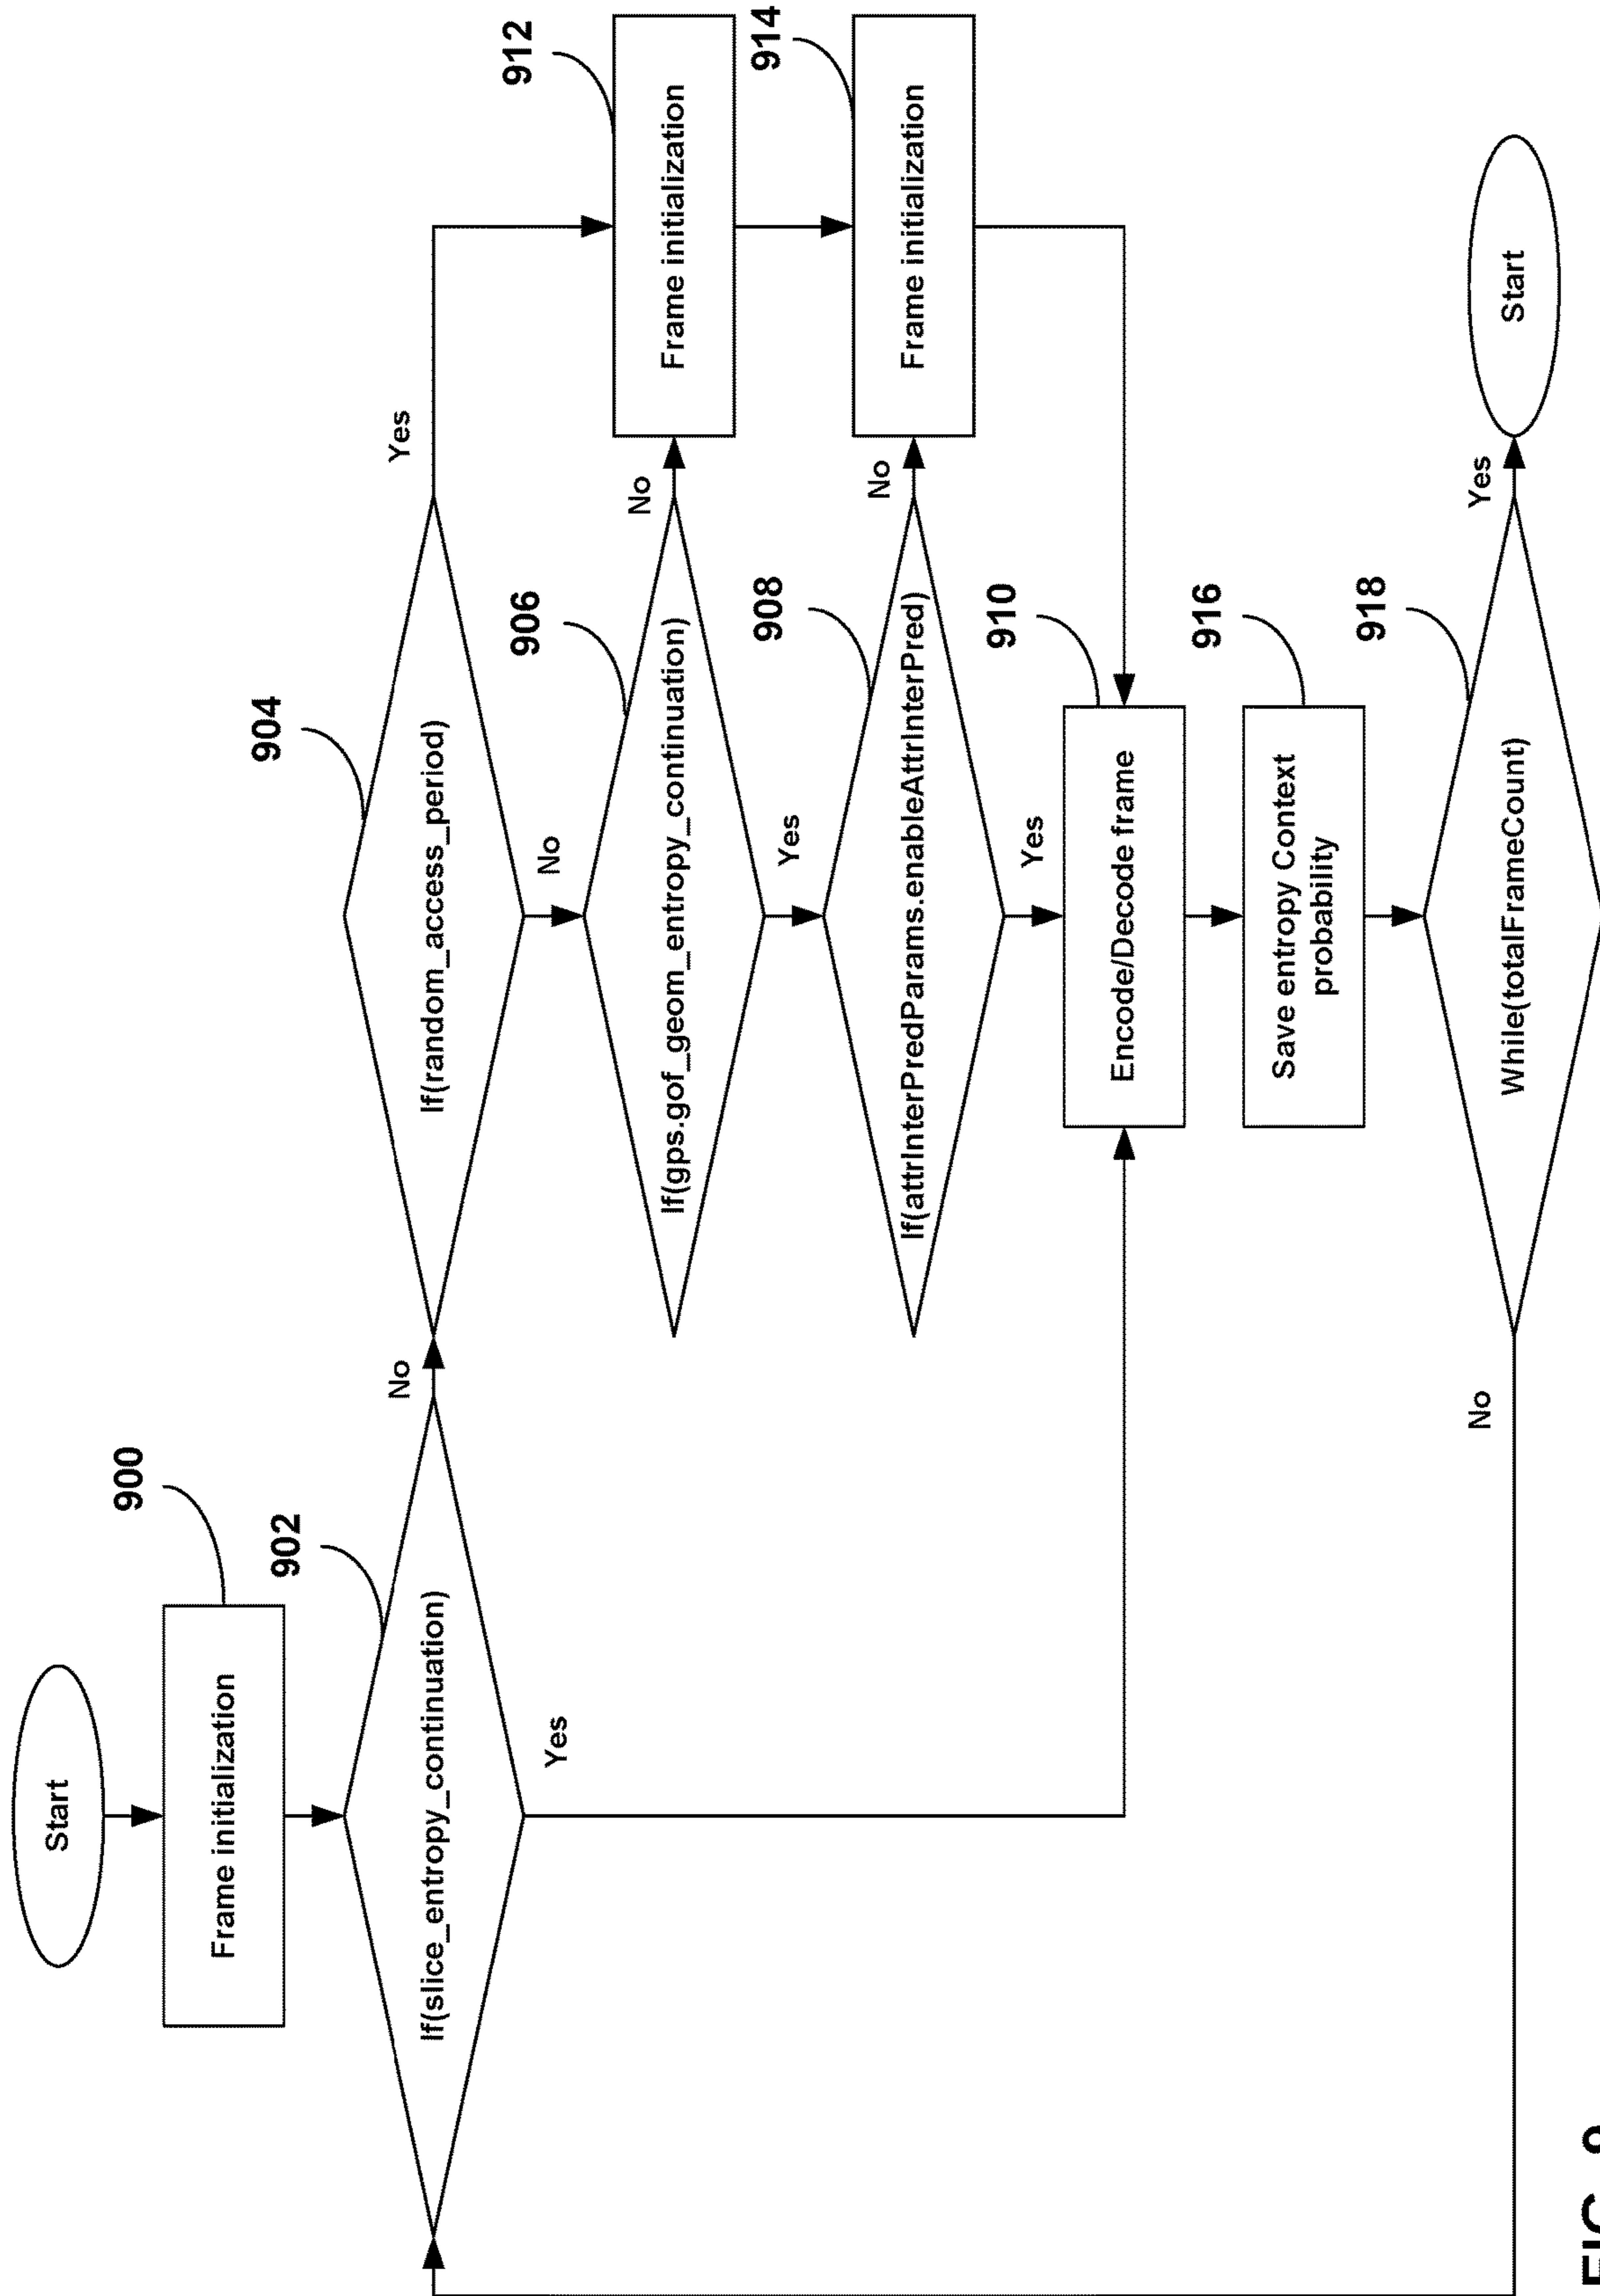 Start
900
Frame initialization
902
If(slice_entropy_continuation)
Yes
No
904
If(random_access_period)
Yes
No
906
If(gps.gof_geom_entropy_continuation)
No
912
Frame initialization
Yes
908
If(attrInterPredParams.enableAttrInterPred)
No
914
Frame initialization
Yes
910
Encode/Decode frame
916
Save entropy Context
probability
918
While(totalFrameCount)
Yes
Start
No